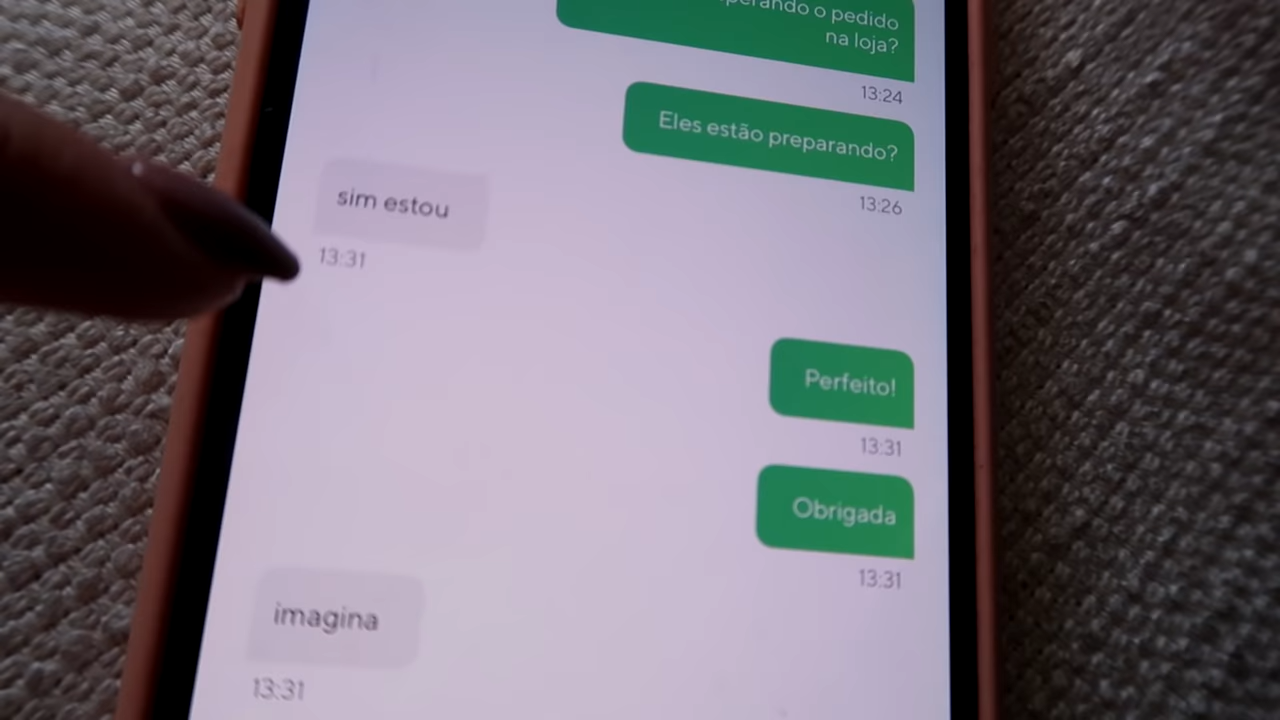 o pedido
na loja?
13:24
Eles estão preparando?
13:26
sim estou
13:31
Perfeito!
13:31
Obrigada
13:31
imagina
13:31